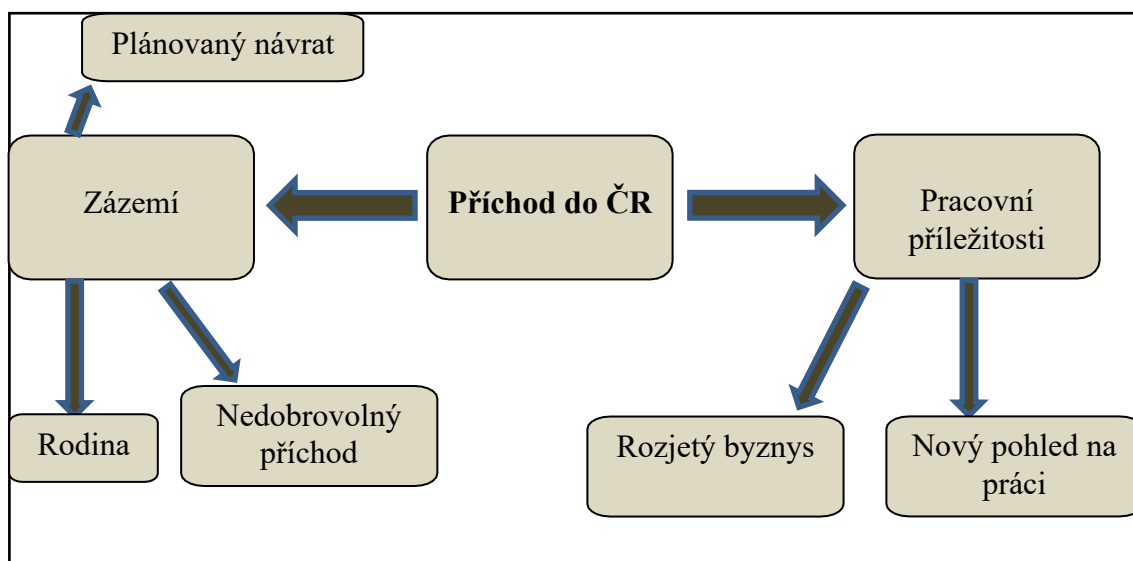 Plánovaný návrat
Zázemí
Příchod do ČR
Pracovní
příležitosti
Rodina
Nedobrovolný
příchod
Rozjetý byznys
Nový pohled na
práci